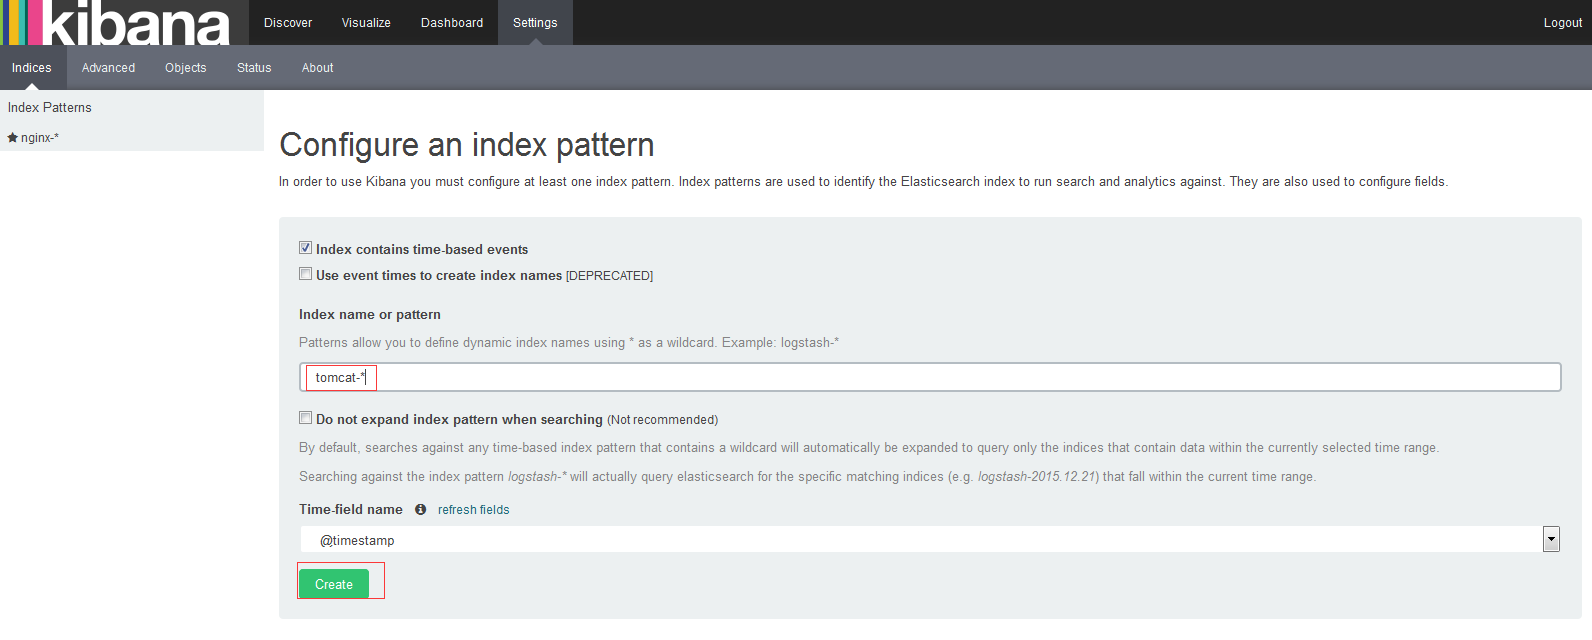 kibana Discover Visualize Dashboard Settings Logout
Indices Advanced Objects Status About
Index Patterns
nginx-*
Configure an index pattern
In order to use Kibana you must configure at least one index pattern. Index patterns are used to identify the Elasticsearch index to run search and analytics against. They are also used to configure fields.
Index contains time-based events
Use event times to create index names [DEPRECATED]
Index name or pattern
Patterns allow you to define dynamic index names using * as a wildcard. Example: logstash-*
tomcat-*
Do not expand index pattern when searching (Not recommended)
By default, searches against any time-based index pattern that contains a wildcard will automatically be expanded to query only the indices that contain data within the currently selected time range.
Searching against the index pattern logstash-* will actually query elasticsearch for the specific matching indices (e.g. logstash-2015.12.21) that fall within the current time range.
Time-field name refresh fields
@timestamp
Create